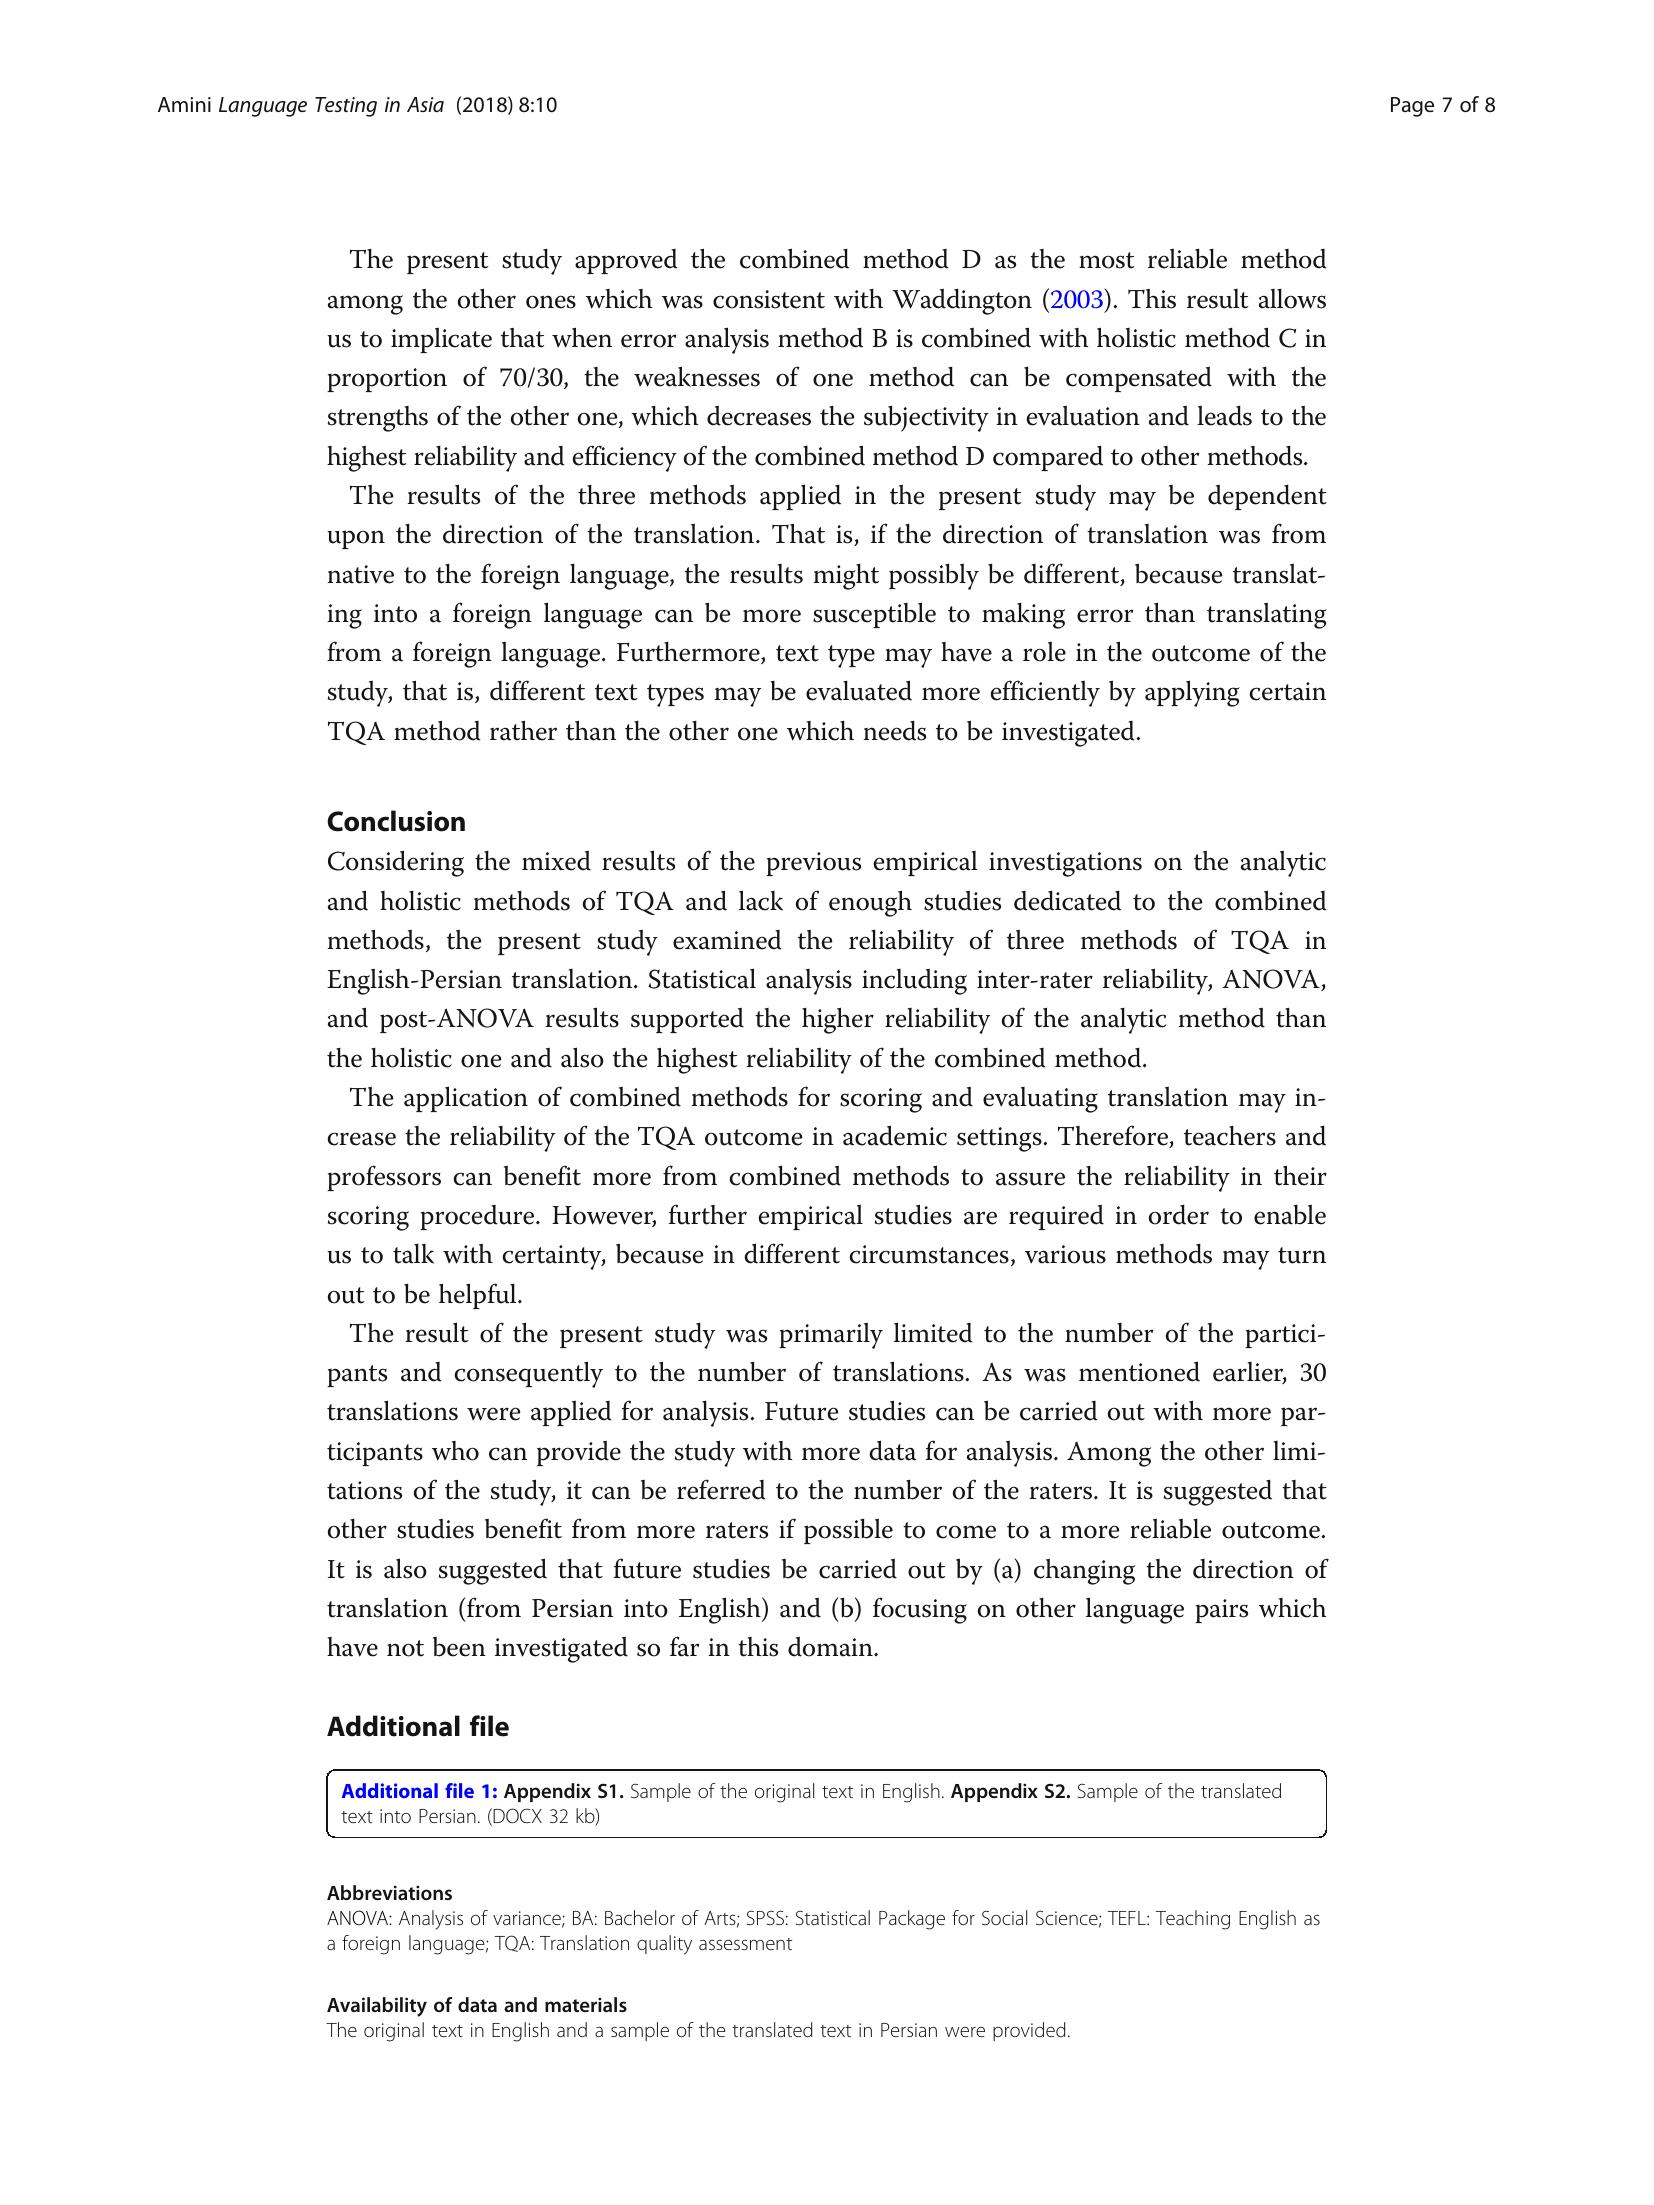 Amini Language Testing in Asia (2018) 8:10
Page 7 of 8
The present study approved the combined method D as the most reliable method
among the other ones which was consistent with Waddington (2003). This result allows
us to implicate that when error analysis method B is combined with holistic method C in
proportion of 70/30, the weaknesses of one method can be compensated with the
strengths of the other one, which decreases the subjectivity in evaluation and leads to the
highest reliability and efficiency of the combined method D compared to other methods.
The results of the three methods applied in the present study may be dependent
upon the direction of the translation. That is, if the direction of translation was from
native to the foreign language, the results might possibly be different, because translat-
ing into a foreign language can be more susceptible to making error than translating
from a foreign language. Furthermore, text type may have a role in the outcome of the
study, that is, different text types may be evaluated more efficiently by applying certain
TQA method rather than the other one which needs to be investigated.
Conclusion
Considering the mixed results of the previous empirical investigations on the analytic
and holistic methods of TQA and lack of enough studies dedicated to the combined
methods, the present study examined the reliability of three methods of TQA in
English-Persian translation. Statistical analysis including inter-rater reliability, ANOVA,
and post-ANOVA results supported the higher reliability of the analytic method than
the holistic one and also the highest reliability of the combined method.
The application of combined methods for scoring and evaluating translation may in-
crease the reliability of the TQA outcome in academic settings. Therefore, teachers and
professors can benefit more from combined methods to assure the reliability in their
scoring procedure. However, further empirical studies are required in order to enable
us to talk with certainty, because in different circumstances, various methods may turn
out to be helpful.
The result of the present study was primarily limited to the number of the partici-
pants and consequently to the number of translations. As was mentioned earlier, 30
translations were applied for analysis. Future studies can be carried out with more par-
ticipants who can provide the study with more data for analysis. Among the other limi-
tations of the study, it can be referred to the number of the raters. It is suggested that
other studies benefit from more raters if possible to come to a more reliable outcome.
It is also suggested that future studies be carried out by (a) changing the direction of
translation (from Persian into English) and (b) focusing on other language pairs which
have not been investigated so far in this domain.
Additional file
Additional file 1: Appendix S1. Sample of the original text in English. Appendix S2. Sample of the translated
text into Persian. (DOCX 32 kb)
Abbreviations
ANOVA: Analysis of variance; BA: Bachelor of Arts; SPSS: Statistical Package for Social Science; TEFL: Teaching English as
a foreign language; TQA: Translation quality assessment
Availability of data and materials
The original text in English and a sample of the translated text in Persian were provided.